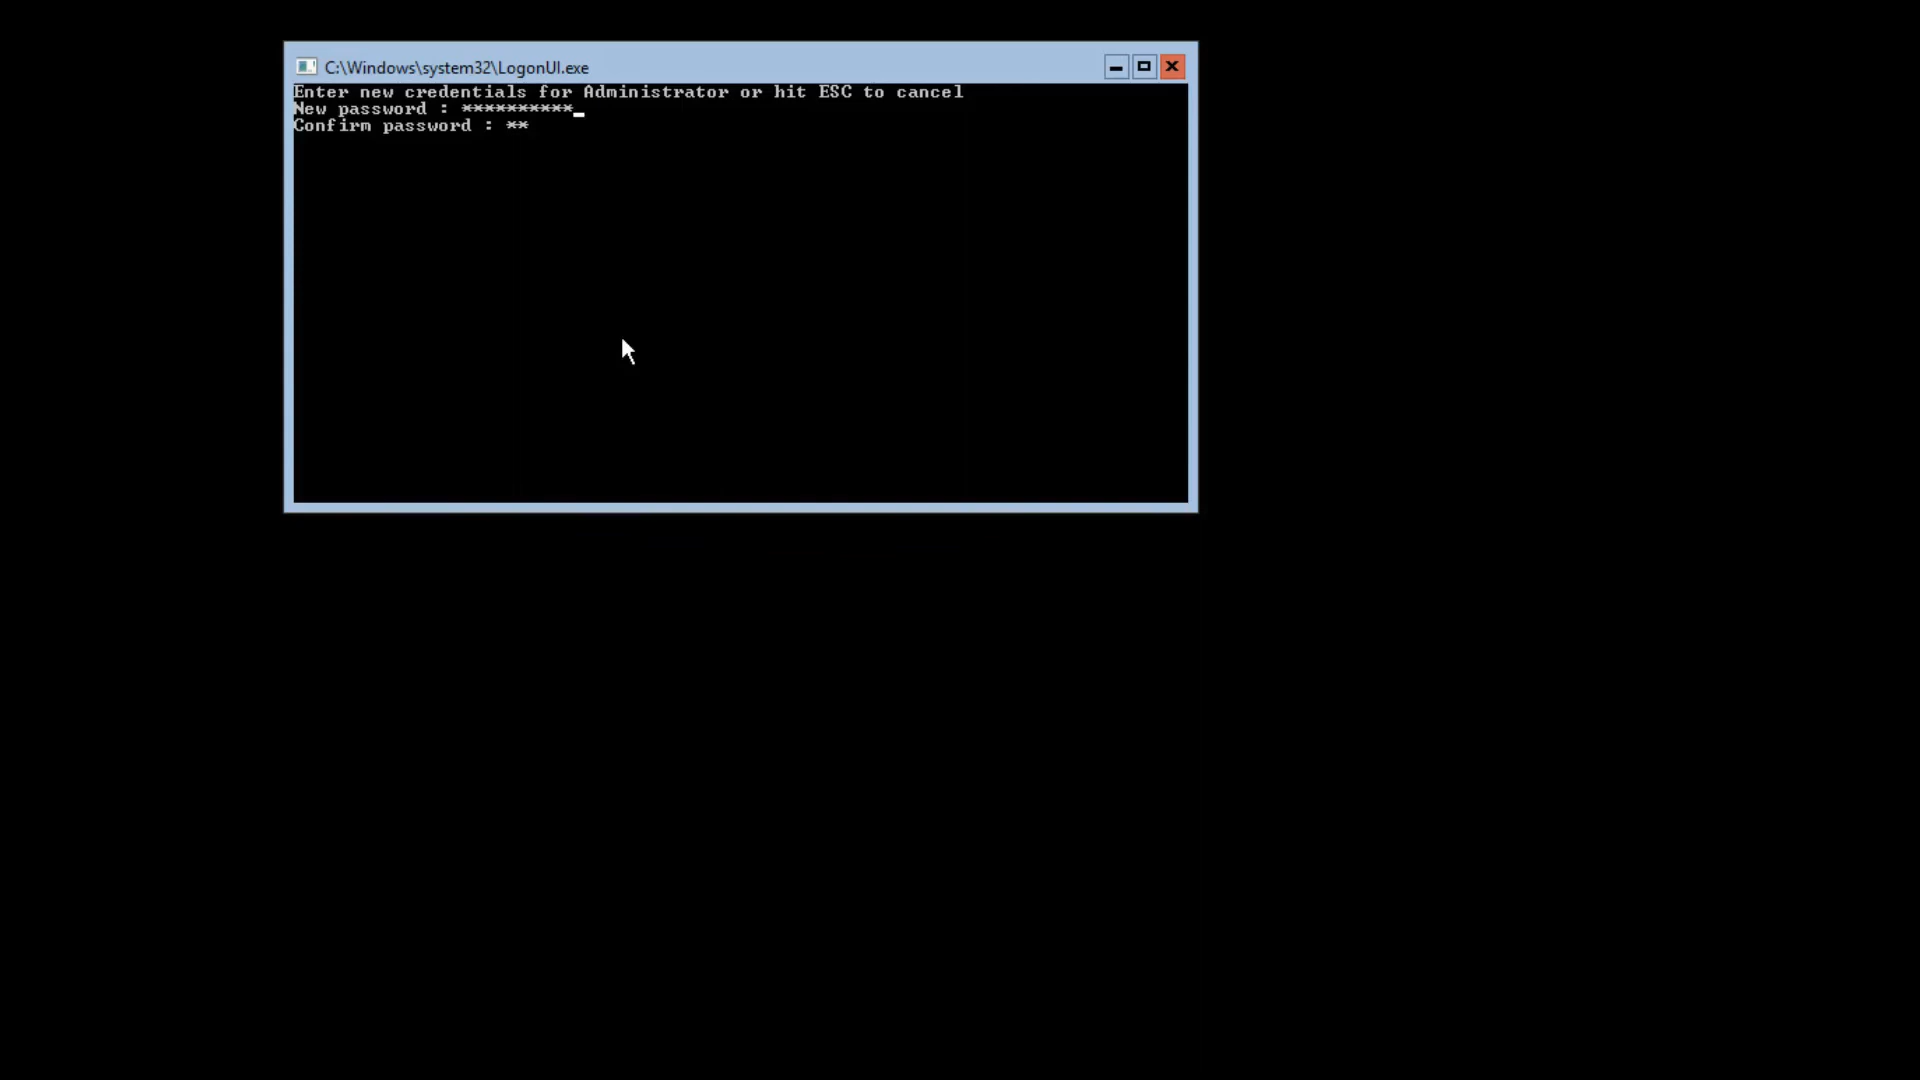 C:\Windows\system32\LogonUI.exe
Enter new credentials for Administrator or hit ESC to cancel
New password : **********
Confirm password : **